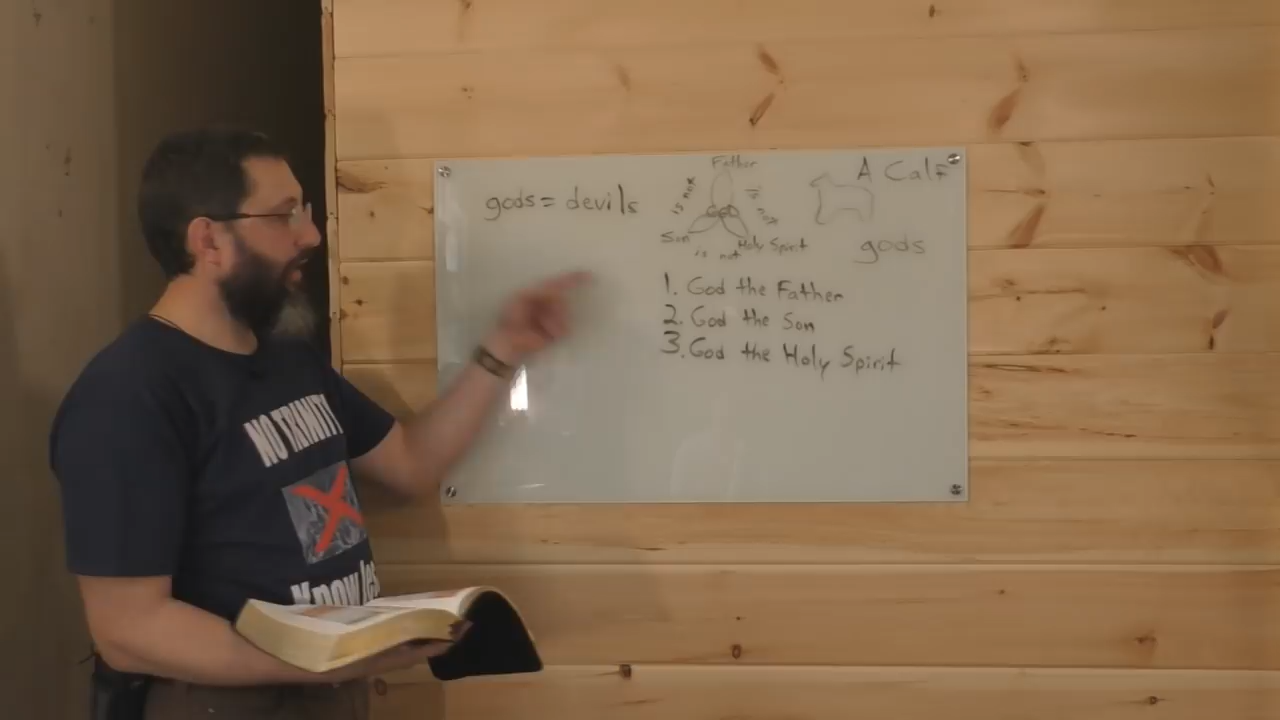 gods = devils
Father
is not
is not
Son
Holy Spirit
is not
A Calf
gods
1. God the Father
2. God the Son
3. God the Holy Spirit
NO TRINITY
Know